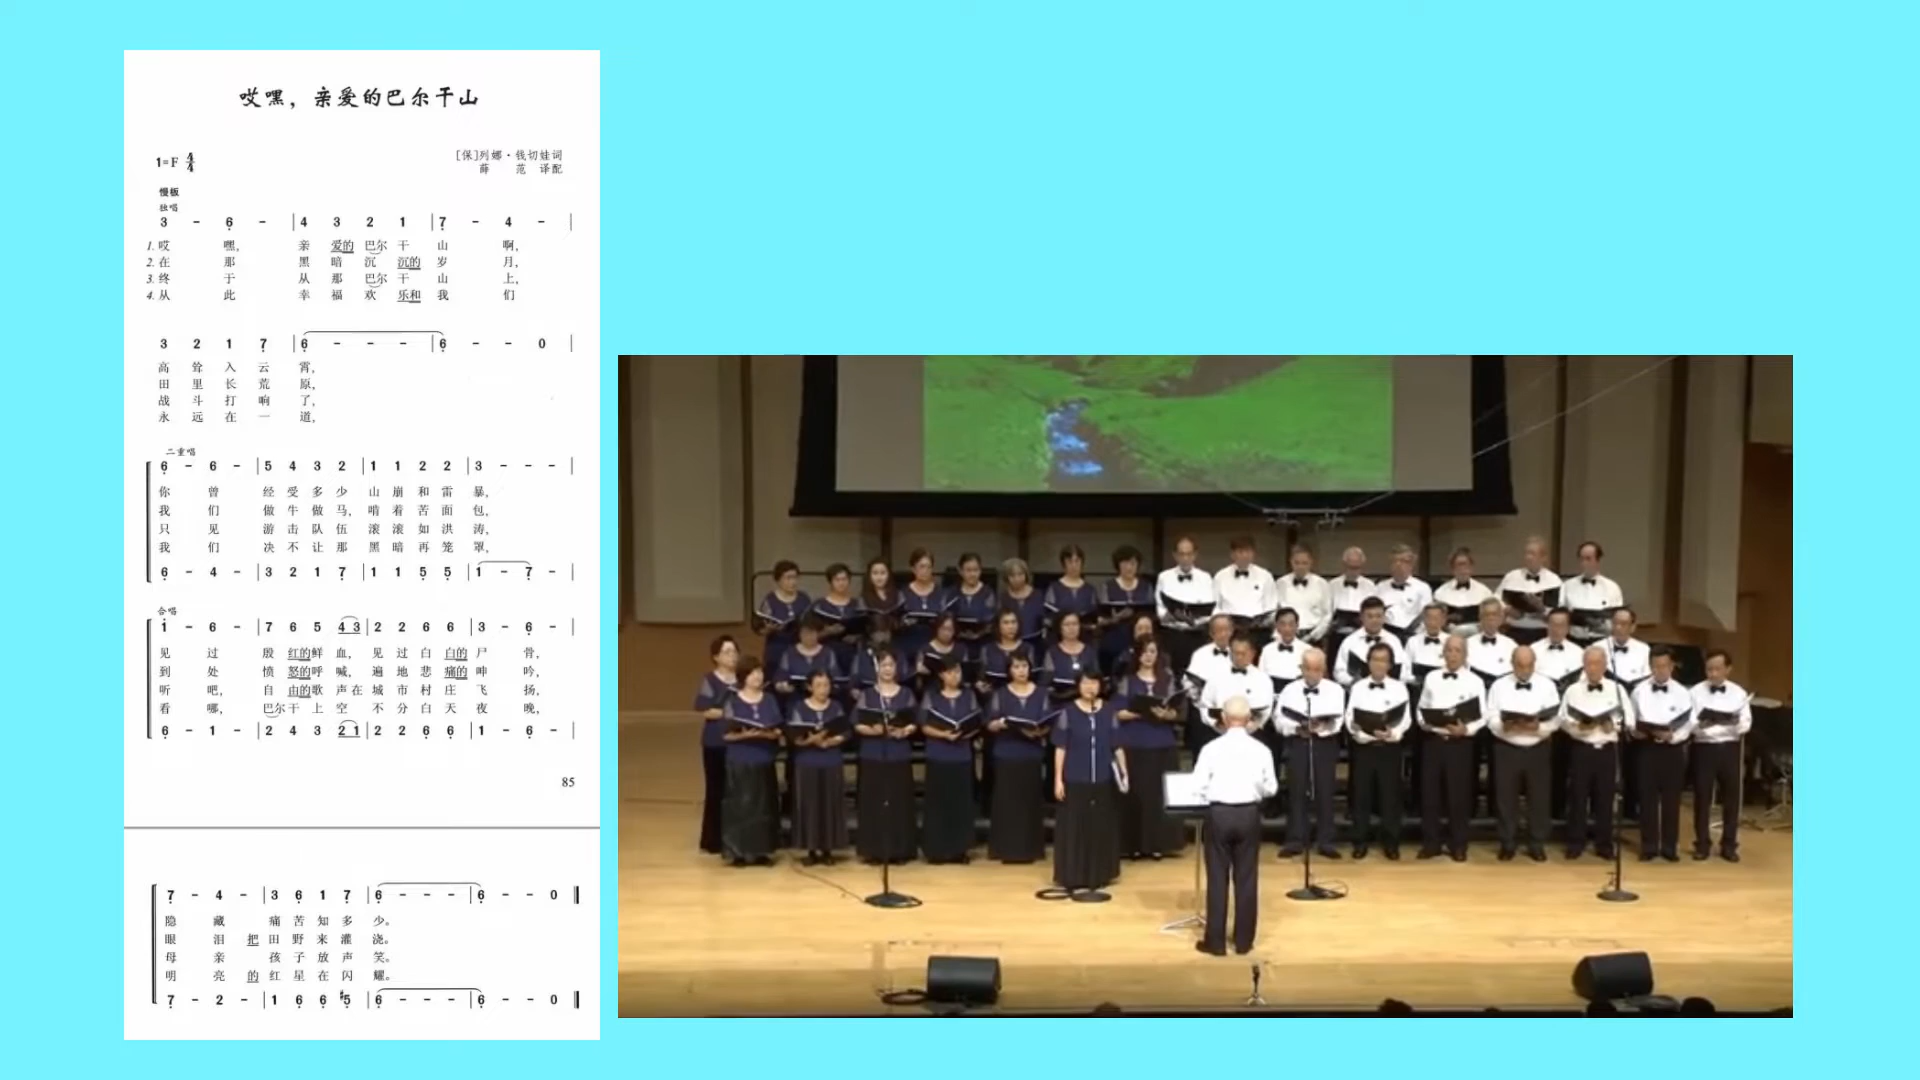 哎嘿，亲爱的巴尔干山
1=F 4/4
[保]列娜·钱切娃词
薛 范 译配
慢板
独唱
3 - 6̣ - | 4 3 2 1 | 7̣ - 4 - |
1. 哎 嘿， 亲 爱的 巴尔 干 山 啊，
2. 在 那 黑 暗 沉 沉的 岁 月，
3. 终 于 从 那 巴尔 干 山 上，
4. 从 此 幸 福 欢 乐和 我 们
3 2 1 7̣ | 6̣ - - - | 6̣ - - 0 |
高 耸 入 云 霄，
田 里 长 荒 原，
战 斗 打 响 了，
永 远 在 一 道，
二重唱
6̣ - 6 - | 5 4 3 2 | 1 1 2 2 | 3 - - - |
你 曾 经 受 多 少 山 崩 和 雷 暴，
我 们 做 牛 做 马， 啃 着 苦 面 包，
只 见 游 击 队 伍 滚 滚 如 洪 涛，
我 们 决 不 让 那 黑 暗 再 笼 罩，
6̣ - 4 - | 3 2 1 7̣ | 1 1 5̣ 5̣ | 1 - 7̣ - |
合唱
1̇ - 6 - | 7 6 5 4 3 | 2 2 6 6 | 3 - 6̣ - |
见 过 殷 红的 鲜 血， 见 过 白 白的 尸 骨，
到 处 愤 怒的 呼 喊， 遍 地 悲 痛的 呻 吟，
听 吧， 自 由的 歌 声 在 城 市 村 庄 飞 扬，
看 哪， 巴尔 干 上 空 不 分 白 天 夜 晚，
6̣ - 1 - | 2 4 3 2 1 | 2 2 6̣ 6̣ | 1 - 6̣ - |
85
7̣ - 4 - | 3 6̣ 1 7̣ | 6̣ - - - | 6̣ - - 0 ‖
隐 藏 痛 苦 知 多 少。
眼 泪 把 田 野 来 灌 浇。
母 亲 孩 子 放 声 笑。
明 亮 的 红 星 在 闪 耀。
7̣ - 2 - | 1 6̣ 6̣ #5̣ | 6̣ - - - | 6̣ - - 0 ‖